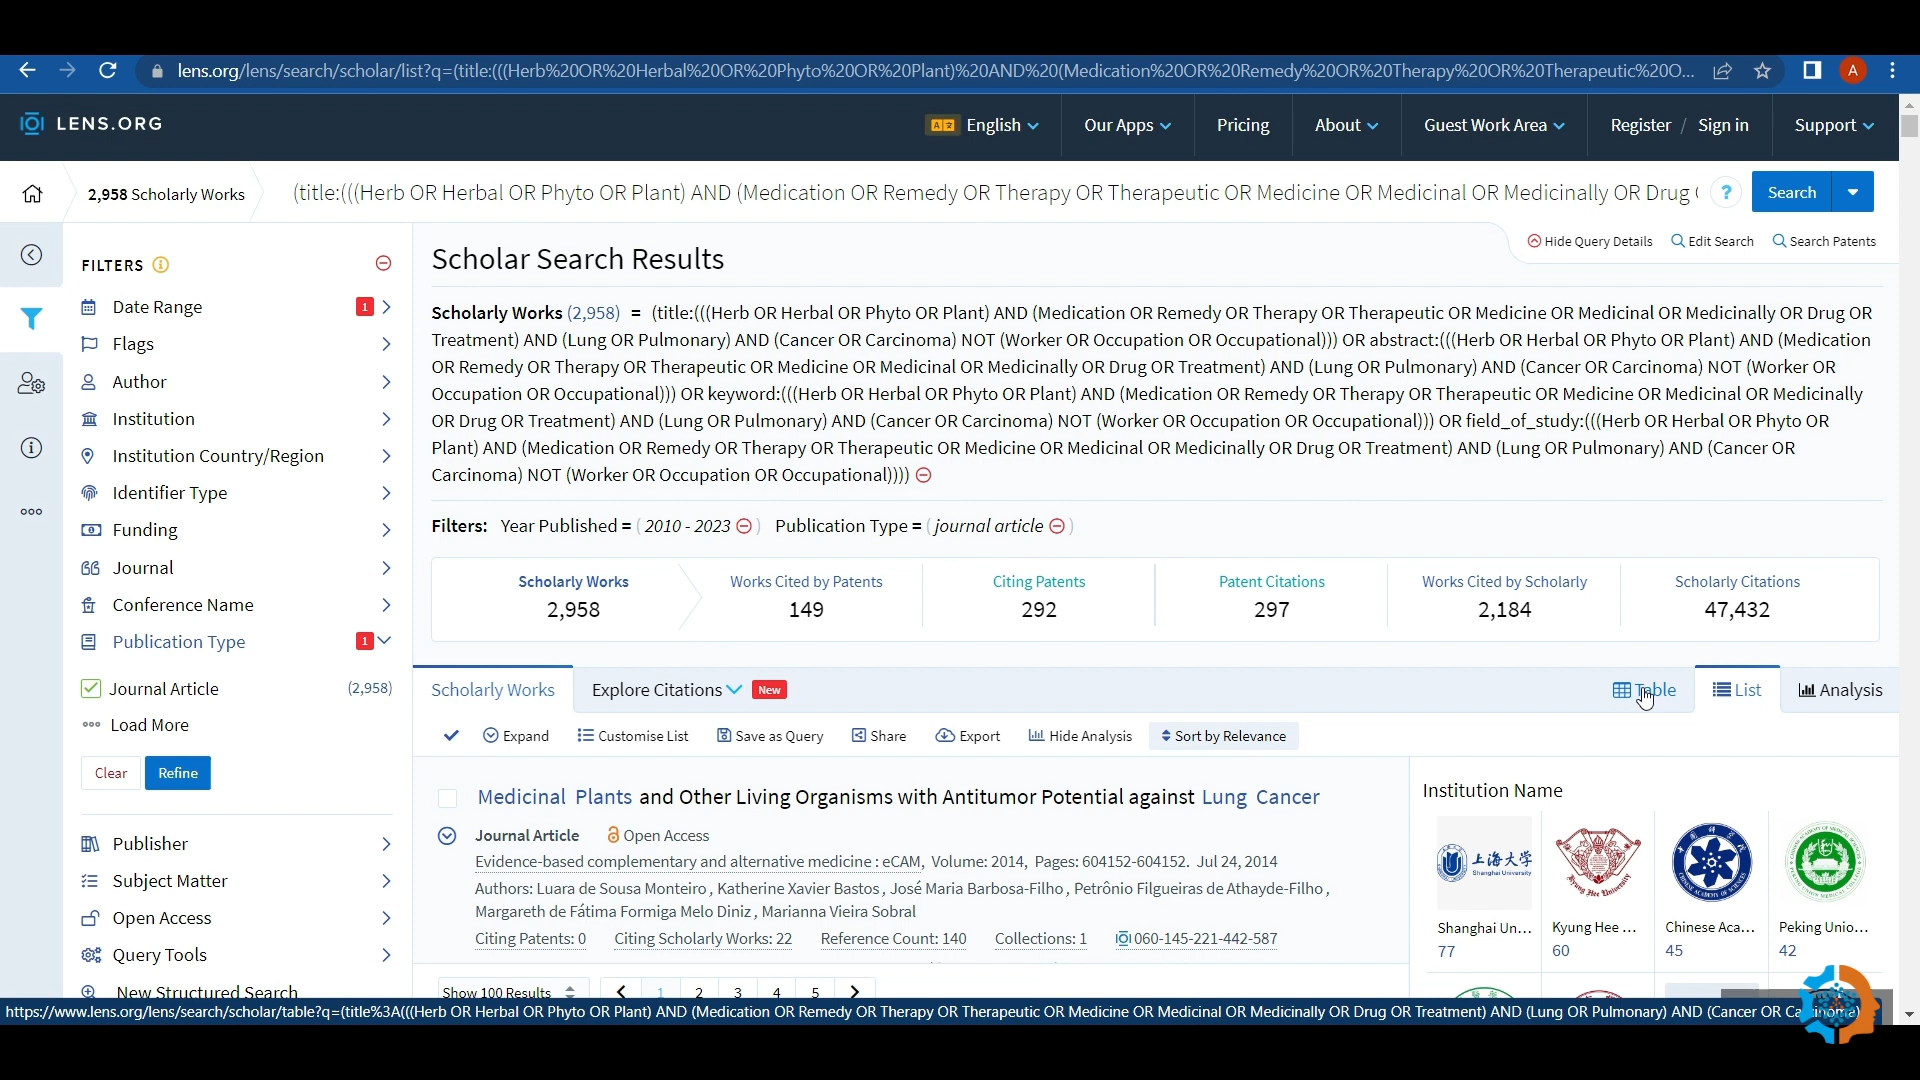 lens.org/lens/search/scholar/list?q=(title:(((Herb%20OR%20Herbal%20OR%20Phyto%20OR%20Plant)%20AND%20(Medication%20OR%20Remedy%20OR%20Therapy%20OR%20Therapeutic%20O... A
LENS.ORG English Our Apps Pricing About Guest Work Area Register / Sign in Support
2,958 Scholarly Works (title:(((Herb OR Herbal OR Phyto OR Plant) AND (Medication OR Remedy OR Therapy OR Therapeutic OR Medicine OR Medicinal OR Medicinally OR Drug ? Search
Hide Query Details Edit Search Search Patents
FILTERS
Date Range 1
Flags
Author
Institution
Institution Country/Region
Identifier Type
Funding
Journal
Conference Name
Publication Type 1
Journal Article (2,958)
Load More
Clear Refine
Publisher
Subject Matter
Open Access
Query Tools
New Structured Search
Scholar Search Results
Scholarly Works (2,958) = (title:(((Herb OR Herbal OR Phyto OR Plant) AND (Medication OR Remedy OR Therapy OR Therapeutic OR Medicine OR Medicinal OR Medicinally OR Drug OR
Treatment) AND (Lung OR Pulmonary) AND (Cancer OR Carcinoma) NOT (Worker OR Occupation OR Occupational))) OR abstract:(((Herb OR Herbal OR Phyto OR Plant) AND (Medication
OR Remedy OR Therapy OR Therapeutic OR Medicine OR Medicinal OR Medicinally OR Drug OR Treatment) AND (Lung OR Pulmonary) AND (Cancer OR Carcinoma) NOT (Worker OR
Occupation OR Occupational))) OR keyword:(((Herb OR Herbal OR Phyto OR Plant) AND (Medication OR Remedy OR Therapy OR Therapeutic OR Medicine OR Medicinal OR Medicinally
OR Drug OR Treatment) AND (Lung OR Pulmonary) AND (Cancer OR Carcinoma) NOT (Worker OR Occupation OR Occupational))) OR field_of_study:(((Herb OR Herbal OR Phyto OR
Plant) AND (Medication OR Remedy OR Therapy OR Therapeutic OR Medicine OR Medicinal OR Medicinally OR Drug OR Treatment) AND (Lung OR Pulmonary) AND (Cancer OR
Carcinoma) NOT (Worker OR Occupation OR Occupational))))
Filters: Year Published = ( 2010 - 2023 ) Publication Type = ( journal article )
Scholarly Works Works Cited by Patents Citing Patents Patent Citations Works Cited by Scholarly Scholarly Citations
2,958 149 292 297 2,184 47,432
Scholarly Works Explore Citations New Table List Analysis
Expand Customise List Save as Query Share Export Hide Analysis Sort by Relevance
Medicinal Plants and Other Living Organisms with Antitumor Potential against Lung Cancer
Journal Article Open Access
Evidence-based complementary and alternative medicine : eCAM, Volume: 2014, Pages: 604152-604152. Jul 24, 2014
Authors: Luara de Sousa Monteiro , Katherine Xavier Bastos , José Maria Barbosa-Filho , Petrônio Filgueiras de Athayde-Filho ,
Margareth de Fátima Formiga Melo Diniz , Marianna Vieira Sobral
Citing Patents: 0 Citing Scholarly Works: 22 Reference Count: 140 Collections: 1 060-145-221-442-587
Show 100 Results 1 2 3 4 5
Institution Name
上海大学
Shanghai University
Kyung Hee University
Shanghai Un... Kyung Hee ... Chinese Aca... Peking Unio...
77 60 45 42
https://www.lens.org/lens/search/scholar/table?q=(title%3A(((Herb OR Herbal OR Phyto OR Plant) AND (Medication OR Remedy OR Therapy OR Therapeutic OR Medicine OR Medicinal OR Medicinally OR Drug OR Treatment) AND (Lung OR Pulmonary) AND (Cancer OR Carcinoma)